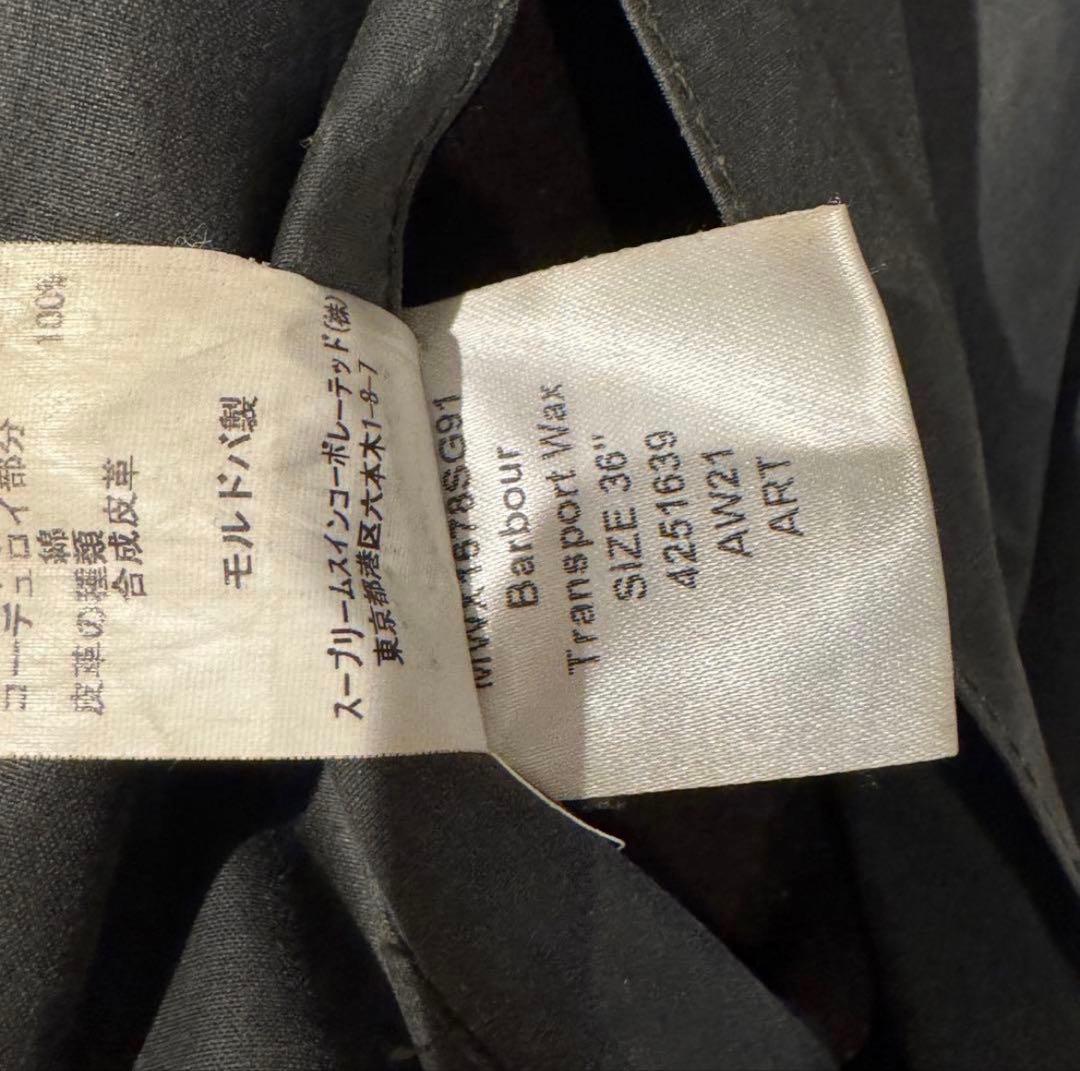 コーデュロイ部分
綿 100%
皮革の種類
合成皮革
モルドバ製
スープリームスインコーポレーテッド(株)
東京都港区六本木1-8-7
MWX1678SG91
Barbour
Transport Wax
SIZE 36"
4251639
AW21
ART